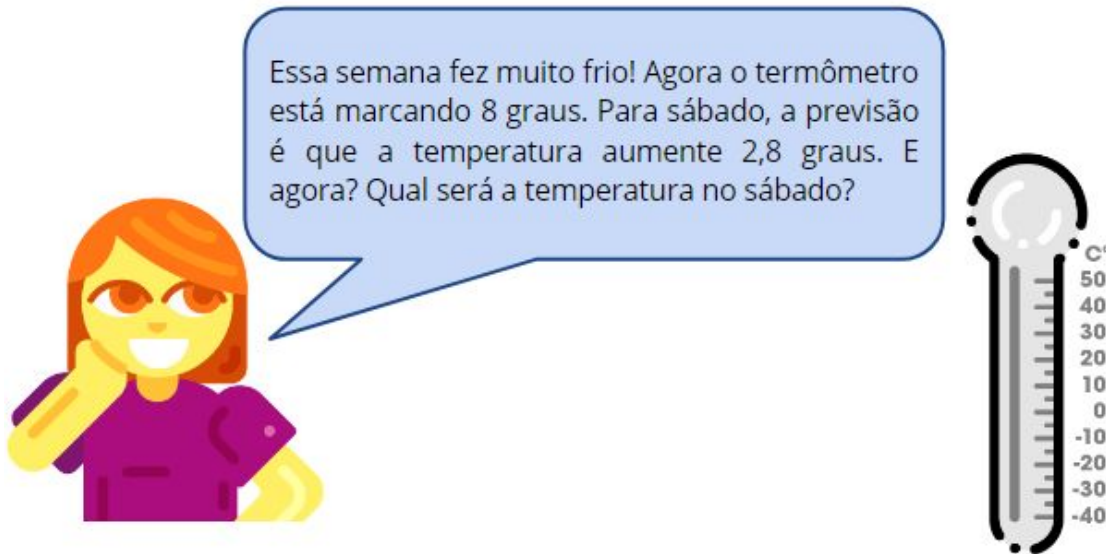 Essa semana fez muito frio! Agora o termômetro
está marcando 8 graus. Para sábado, a previsão
é que a temperatura aumente 2,8 graus. E
agora? Qual será a temperatura no sábado?
C°
50
40
30
20
10
0
-10
-20
-30
-40